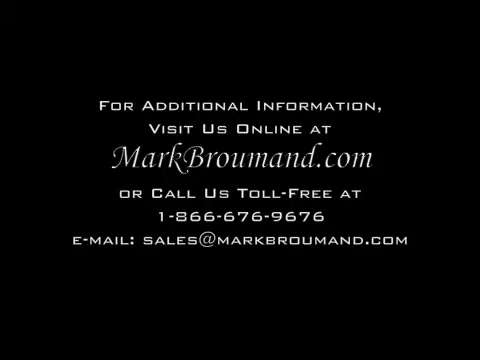 For Additional Information,
Visit Us Online at
MarkBroumand.com
or Call Us Toll-Free at
1-866-676-9676
e-mail: sales@markbroumand.com